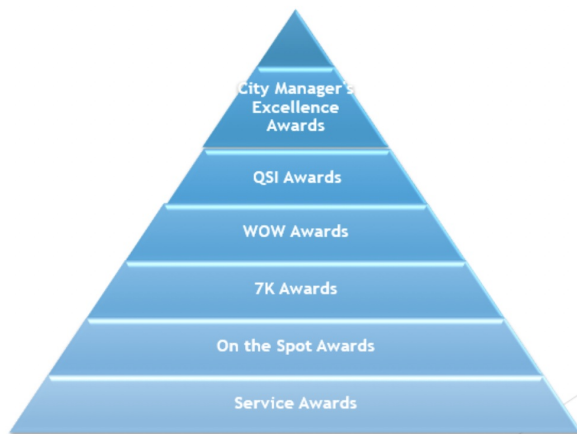 City Manager's
Excellence
Awards
QSI Awards
WOW Awards
7K Awards
On the Spot Awards
Service Awards